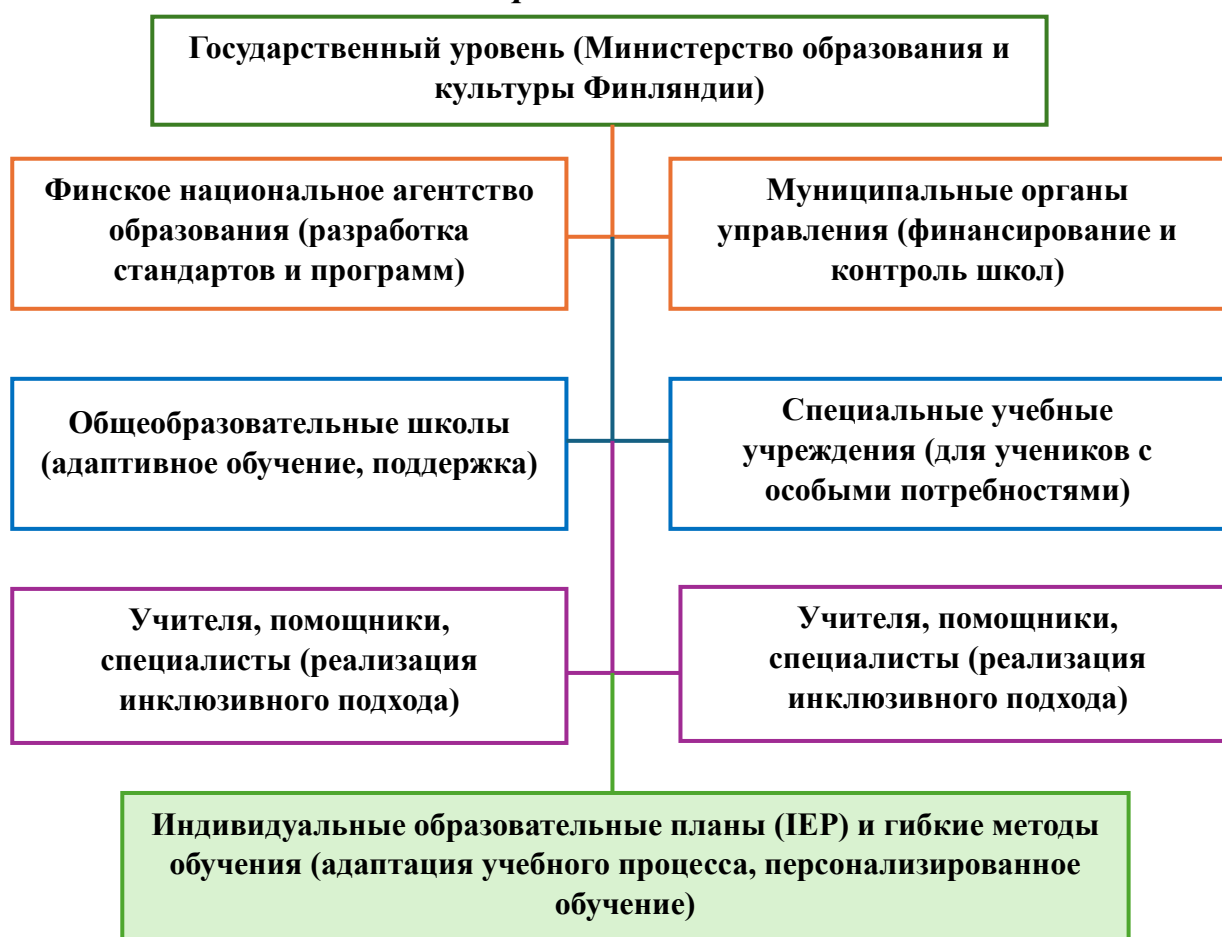 Государственный уровень (Министерство образования и
культуры Финляндии)
Финское национальное агентство
образования (разработка
стандартов и программ)
Муниципальные органы
управления (финансирование и
контроль школ)
Общеобразовательные школы
(адаптивное обучение, поддержка)
Специальные учебные
учреждения (для учеников с
особыми потребностями)
Учителя, помощники,
специалисты (реализация
инклюзивного подхода)
Учителя, помощники,
специалисты (реализация
инклюзивного подхода)
Индивидуальные образовательные планы (IEP) и гибкие методы
обучения (адаптация учебного процесса, персонализированное
обучение)